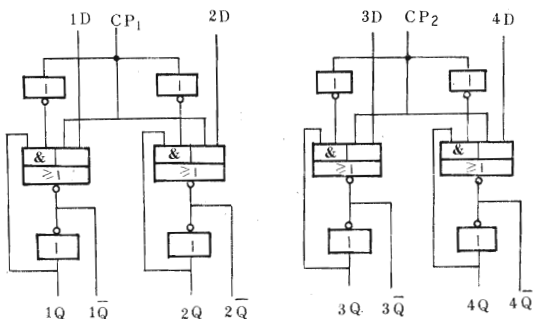 1D CP₁ 2D 3D CP₂ 4D
1 1 1 1
& & & &
≥1 ≥1 ≥1 ≥1
1 1 1 1
1Q 1Q̅ 2Q 2Q̅ 3Q 3Q̅ 4Q 4Q̅